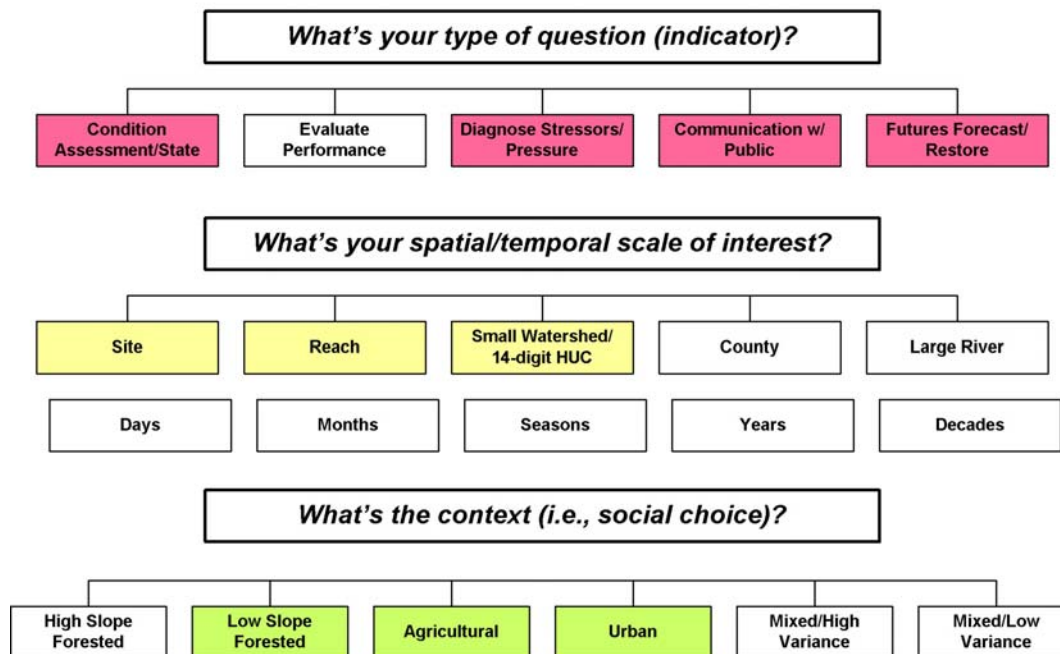 What's your type of question (indicator)?
Condition
Assessment/State
Evaluate
Performance
Diagnose Stressors/
Pressure
Communication w/
Public
Futures Forecast/
Restore
What's your spatial/temporal scale of interest?
Site
Reach
Small Watershed/
14-digit HUC
County
Large River
Days
Months
Seasons
Years
Decades
What's the context (i.e., social choice)?
High Slope
Forested
Low Slope
Forested
Agricultural
Urban
Mixed/High
Variance
Mixed/Low
Variance